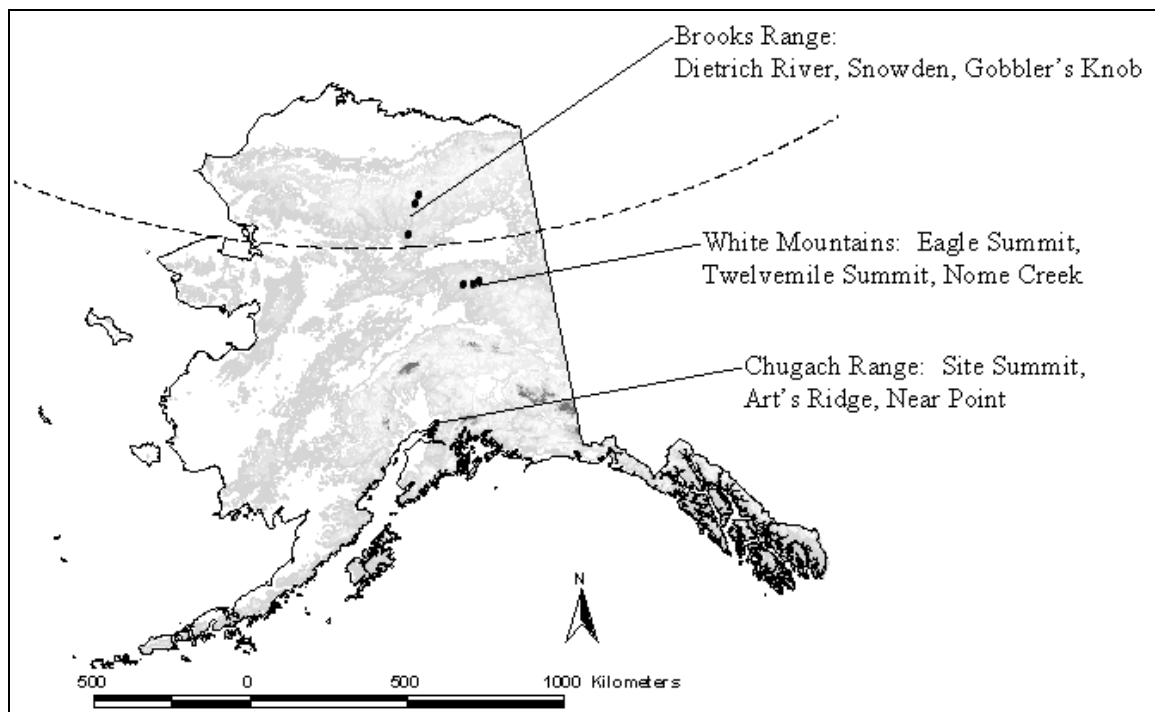 Brooks Range:
Dietrich River, Snowden, Gobbler's Knob
White Mountains: Eagle Summit,
Twelvemile Summit, Nome Creek
Chugach Range: Site Summit,
Art's Ridge, Near Point
N
500 0 500 1000 Kilometers